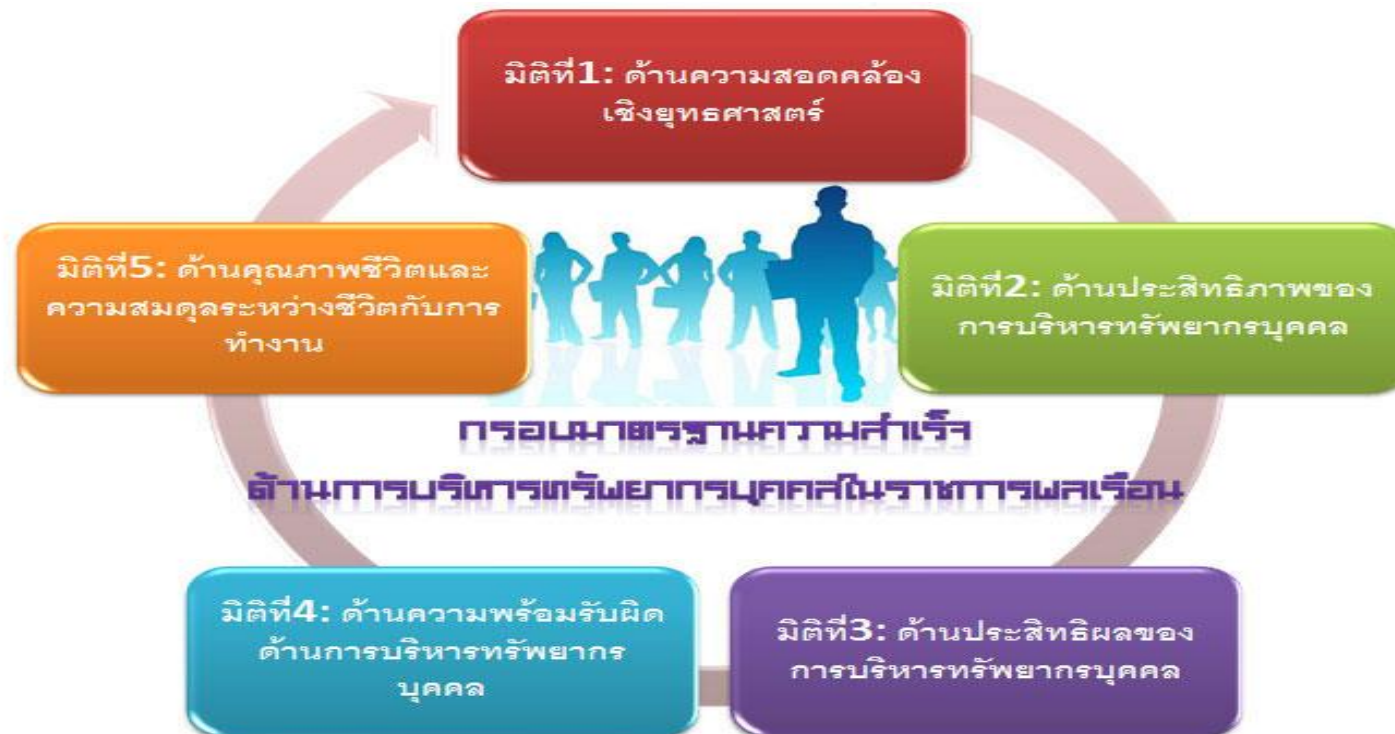 มิติที่1: ด้านความสอดคล้อง
เชิงยุทธศาสตร์
มิติที่2: ด้านประสิทธิภาพของ
การบริหารทรัพยากรบุคคล
มิติที่3: ด้านประสิทธิผลของ
การบริหารทรัพยากรบุคคล
มิติที่4: ด้านความพร้อมรับผิด
ด้านการบริหารทรัพยากร
บุคคล
มิติที่5: ด้านคุณภาพชีวิตและ
ความสมดุลระหว่างชีวิตกับการ
ทำงาน
กรอบมาตรฐานความสำเร็จ
ด้านการบริหารทรัพยากรบุคคลในราชการพลเรือน